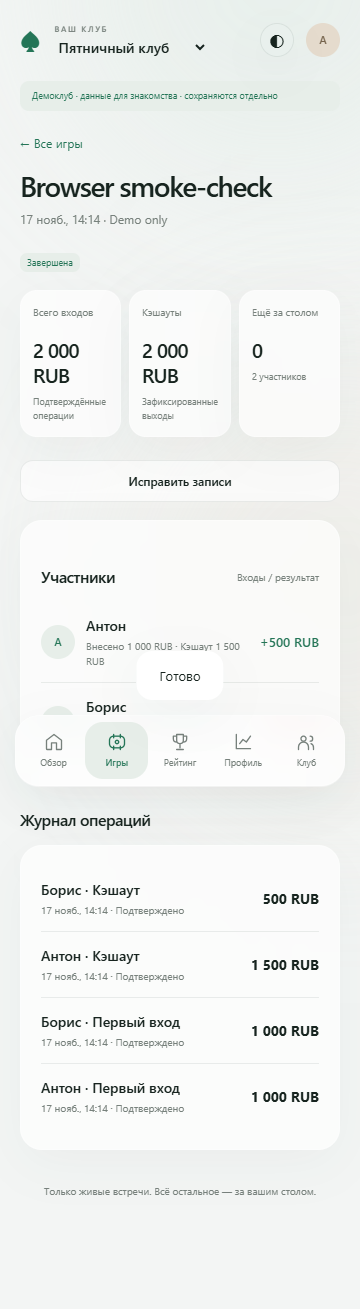 ВАШ КЛУБ
Пятничный клуб
А
Демоклуб · данные для знакомства · сохраняются отдельно
← Все игры
Browser smoke-check
17 нояб., 14:14 · Demo only
Завершена
Всего входов
2 000
RUB
Подтверждённые
операции
Кэшауты
2 000
RUB
Зафиксированные
выходы
Ещё за столом
0
2 участников
Исправить записи
Участники
Входы / результат
А
Антон
Внесено 1 000 RUB · Кэшаут 1 500
RUB
+500 RUB
Готово
Борис
Обзор
Игры
Рейтинг
Профиль
Клуб
Журнал операций
Борис · Кэшаут
500 RUB
17 нояб., 14:14 · Подтверждено
Антон · Кэшаут
1 500 RUB
17 нояб., 14:14 · Подтверждено
Борис · Первый вход
1 000 RUB
17 нояб., 14:14 · Подтверждено
Антон · Первый вход
1 000 RUB
17 нояб., 14:14 · Подтверждено
Только живые встречи. Всё остальное — за вашим столом.